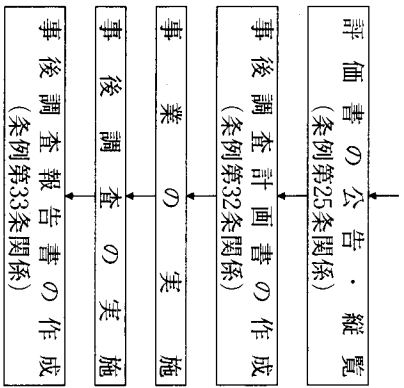 評価書の公告・縦覧
(条例第25条関係)
事後調査計画書の作成
(条例第32条関係)
事業の実施
事後調査の実施
事後調査報告書の作成
(条例第33条関係)